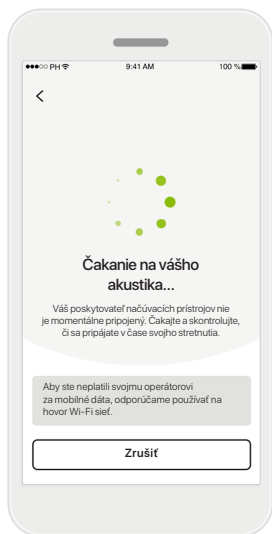 ●●●○○ PH 9:41 AM 100 %
Čakanie na vášho
akustika...
Váš poskytovateľ načúvacích prístrojov nie
je momentálne pripojený. Čakajte a skontrolujte,
či sa pripájate v čase svojho stretnutia.
Aby ste neplatili svojmu operátorovi
za mobilné dáta, odporúčame používať na
hovor Wi-Fi sieť.
Zrušiť